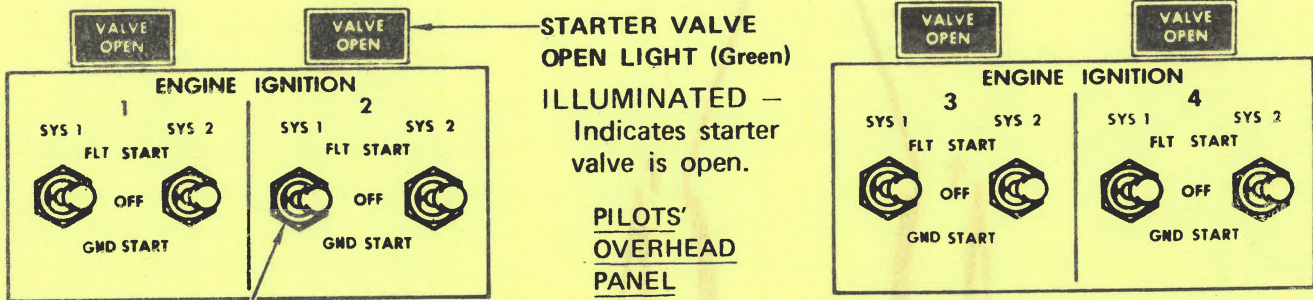 VALVE
OPEN
VALVE
OPEN
STARTER VALVE
OPEN LIGHT (Green)
ILLUMINATED –
Indicates starter
valve is open.
PILOTS'
OVERHEAD
PANEL
ENGINE IGNITION
1
2
SYS 1
SYS 2
SYS 1
SYS 2
FLT START
FLT START
OFF
OFF
GND START
GND START
VALVE
OPEN
VALVE
OPEN
ENGINE IGNITION
3
4
SYS 1
SYS 2
SYS 1
SYS 2
FLT START
FLT START
OFF
OFF
GND START
GND START